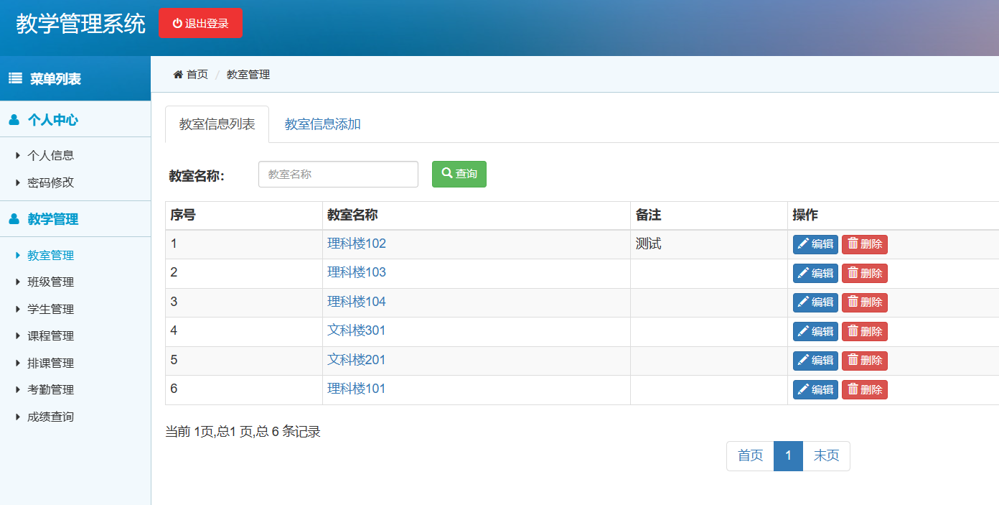 教学管理系统 退出登录
菜单列表
首页 / 教室管理
个人中心
个人信息
密码修改
教学管理
教室管理
班级管理
学生管理
课程管理
排课管理
考勤管理
成绩查询
教室信息列表 教室信息添加
教室名称: 教室名称 查询
序号 教室名称 备注 操作
1 理科楼102 测试 编辑 删除
2 理科楼103 编辑 删除
3 理科楼104 编辑 删除
4 文科楼301 编辑 删除
5 文科楼201 编辑 删除
6 理科楼101 编辑 删除
当前 1页,总1 页,总 6 条记录
首页 1 末页